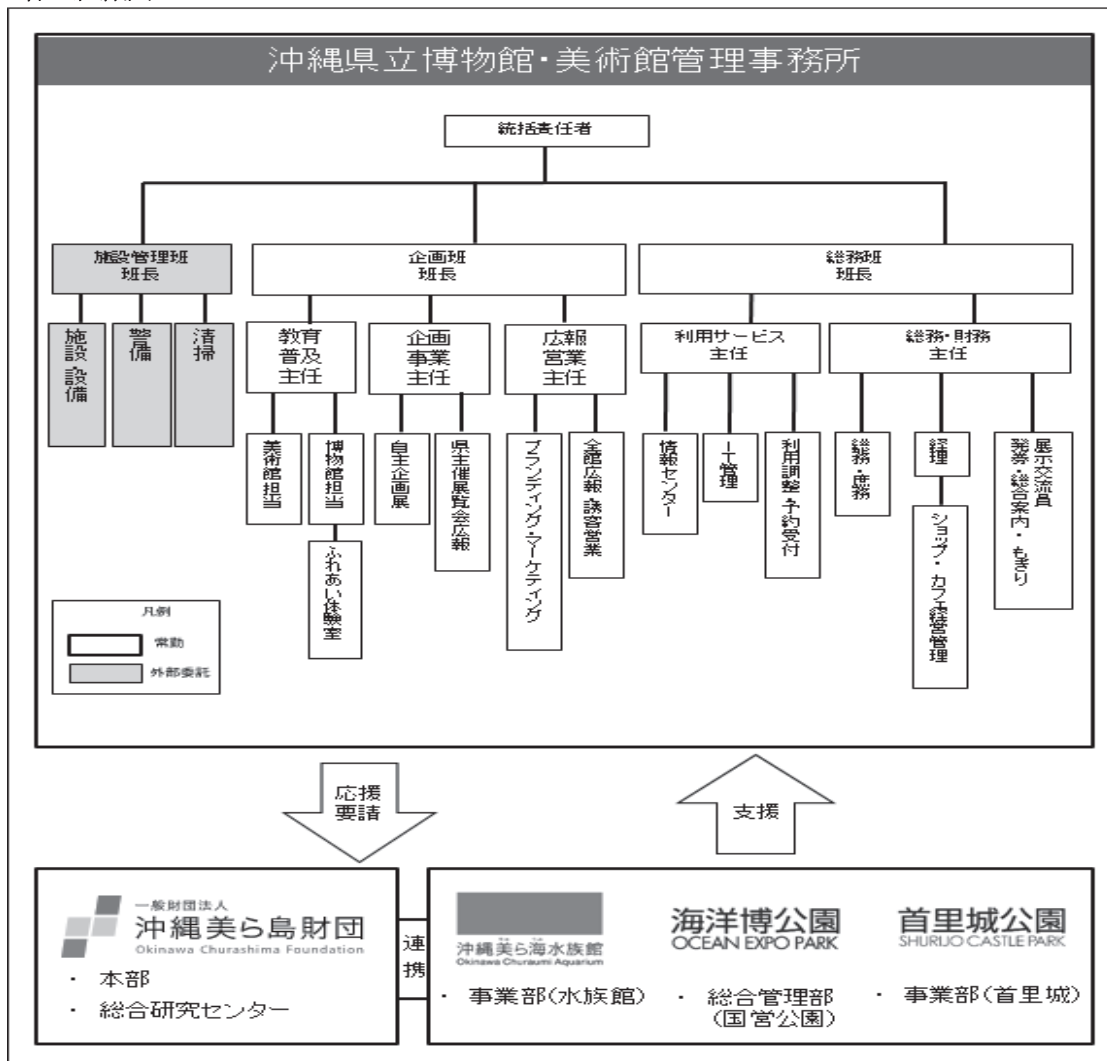 沖縄県立博物館・美術館管理事務所
統括責任者
施設管理班
班長
企画班
班長
総務班
班長
施設・設備
警備
清掃
教育
普及
主任
企画
事業
主任
広報
営業
主任
利用サービス
主任
総務・財務
主任
美術館担当
博物館担当
自主企画展
県主催展覧会広報
ブランディング・マーケティング
全館広報・誘客営業
情報センター
IT管理
利用調整・予約受付
総務・庶務
経理
展示交流員
発券・総合案内・もぎり
ふれあい体験室
ショップ・カフェ経営管理
凡例
常勤
外部委託
応援
要請
支援
一般財団法人
沖縄美ら島財団
Okinawa Churashima Foundation
・ 本部
・ 総合研究センター
連携
沖縄美ら海水族館
Okinawa Churaumi Aquarium
・ 事業部(水族館)
海洋博公園
OCEAN EXPO PARK
・ 総合管理部
(国営公園)
首里城公園
SHURIJO CASTLE PARK
・ 事業部(首里城)